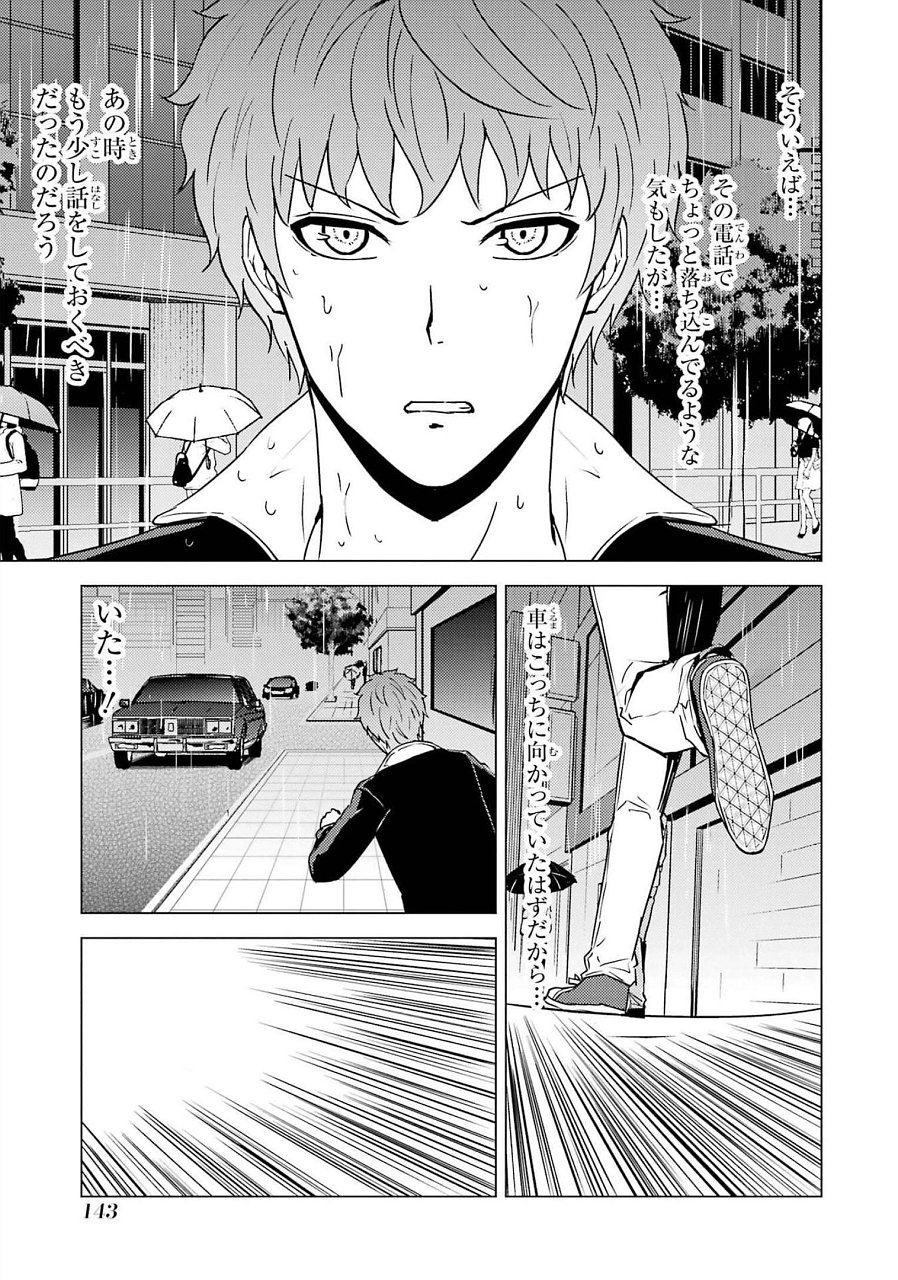 そういえば…
その電話で
ちょっと落ち込んでるような
気もしたが…
あの時
もう少し話をしておくべき
だったのだろう
車はこっちに向かっていたはずだから…
いた…！
143